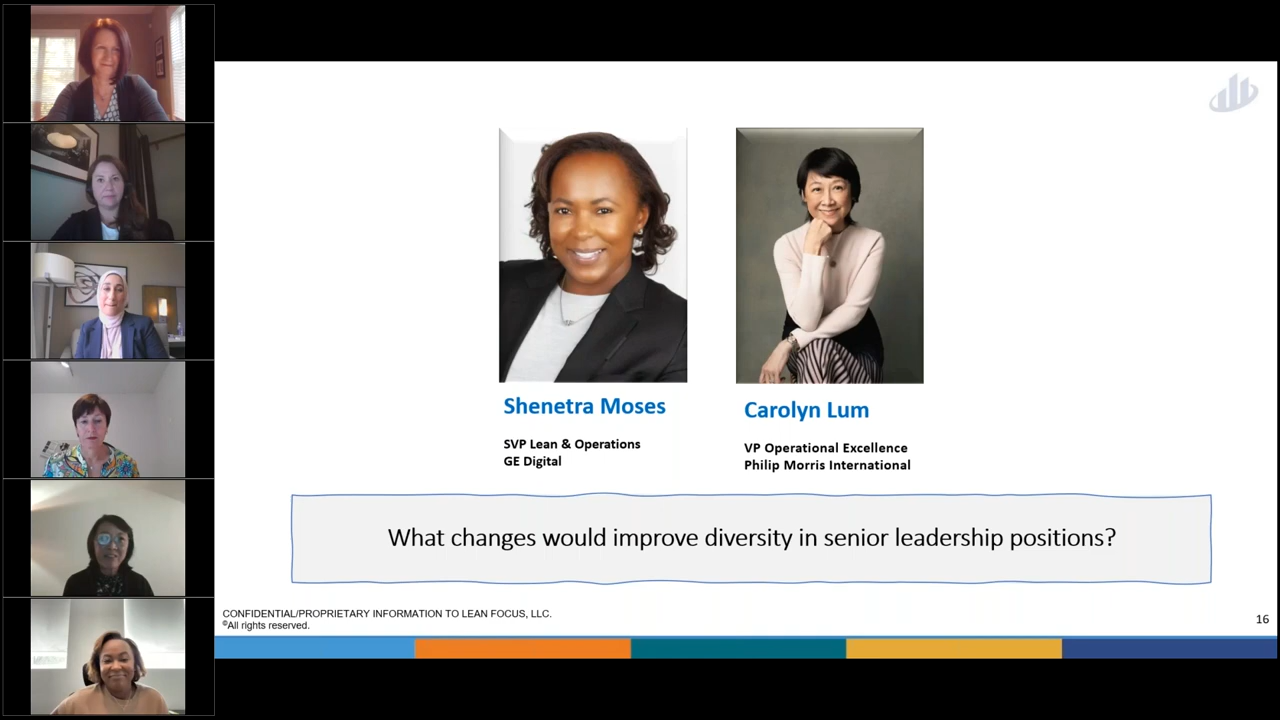 Shenetra Moses
SVP Lean & Operations
GE Digital
Carolyn Lum
VP Operational Excellence
Philip Morris International
What changes would improve diversity in senior leadership positions?
CONFIDENTIAL/PROPRIETARY INFORMATION TO LEAN FOCUS, LLC.
©All rights reserved.
16